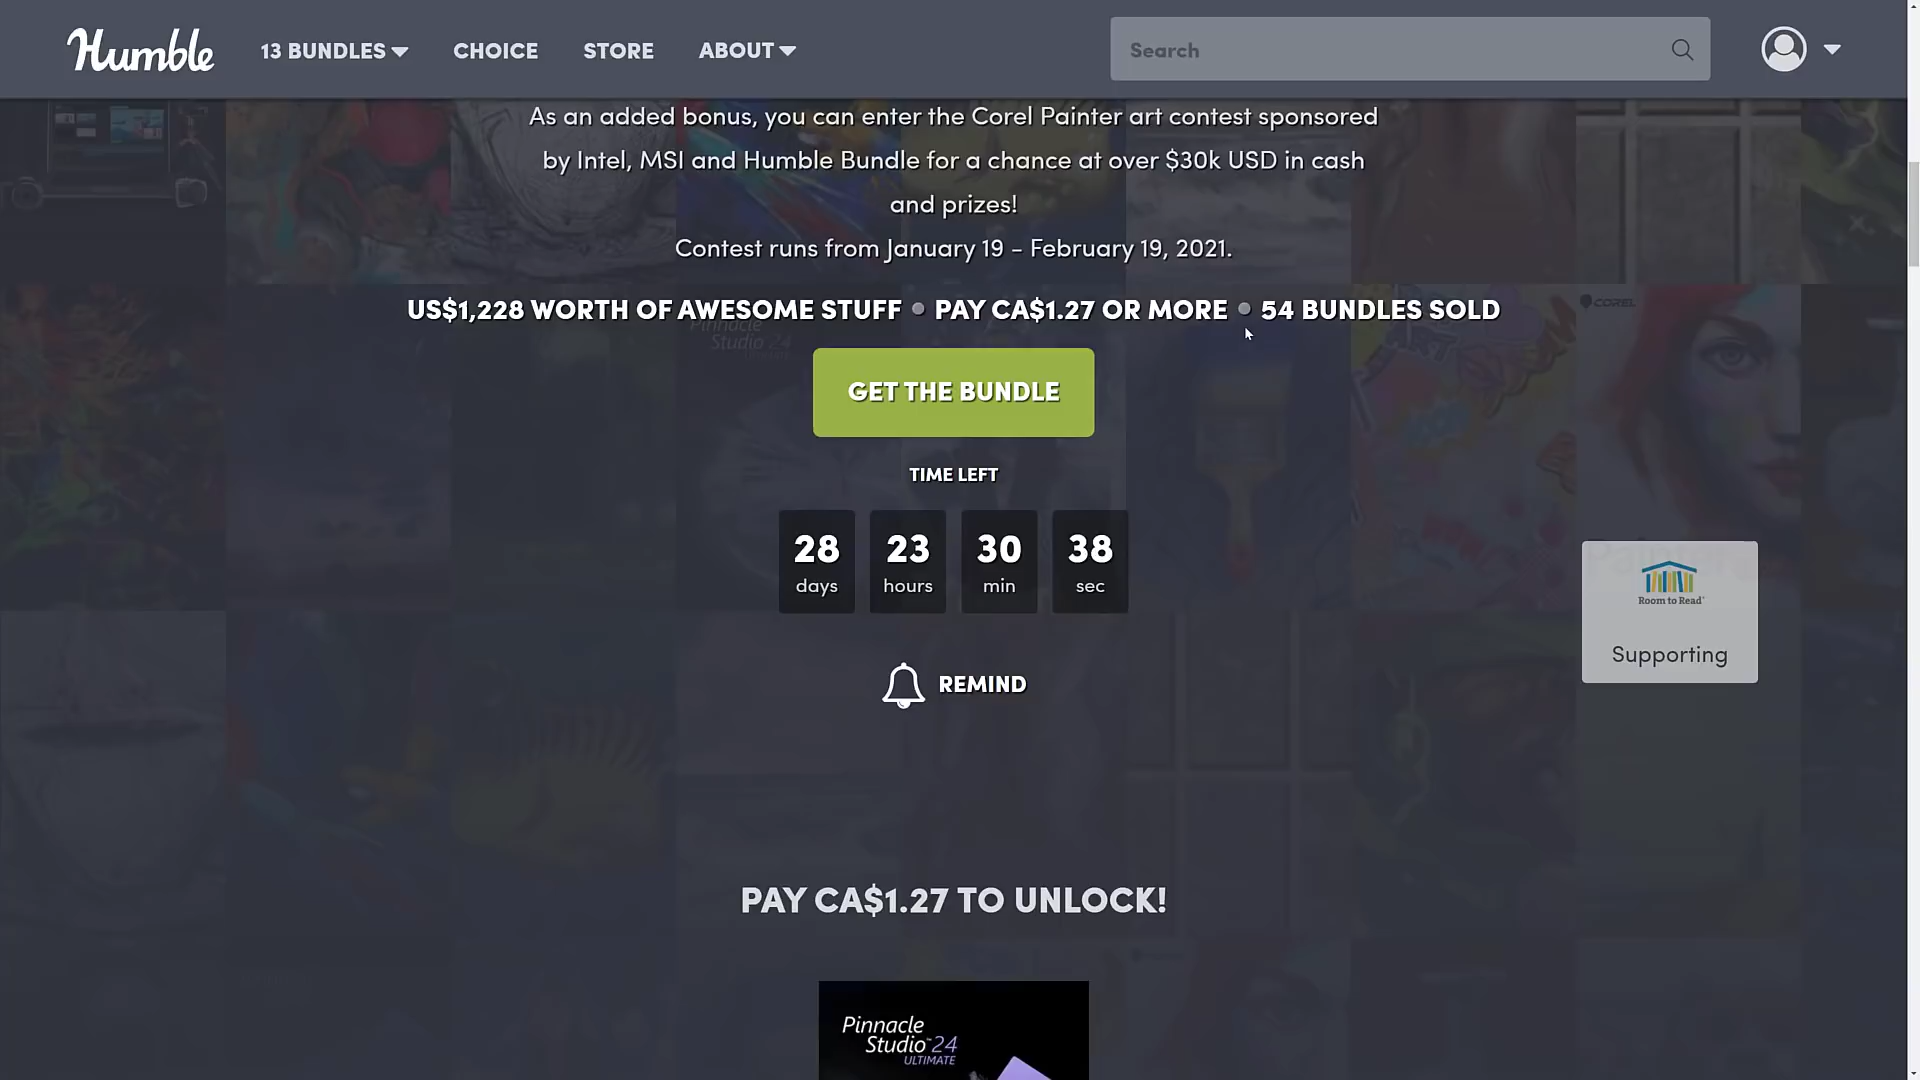 Humble
13 BUNDLES
CHOICE
STORE
ABOUT
Search
As an added bonus, you can enter the Corel Painter art contest sponsored
by Intel, MSI and Humble Bundle for a chance at over $30k USD in cash
and prizes!
Contest runs from January 19 – February 19, 2021.
COREL
US$1,228 WORTH OF AWESOME STUFF • PAY CA$1.27 OR MORE • 54 BUNDLES SOLD
Pinnacle
Studio 24
GET THE BUNDLE
TIME LEFT
28
days
23
hours
30
min
38
sec
Room to Read
Supporting
REMIND
PAY CA$1.27 TO UNLOCK!
Pinnacle
Studio™ 24
ULTIMATE